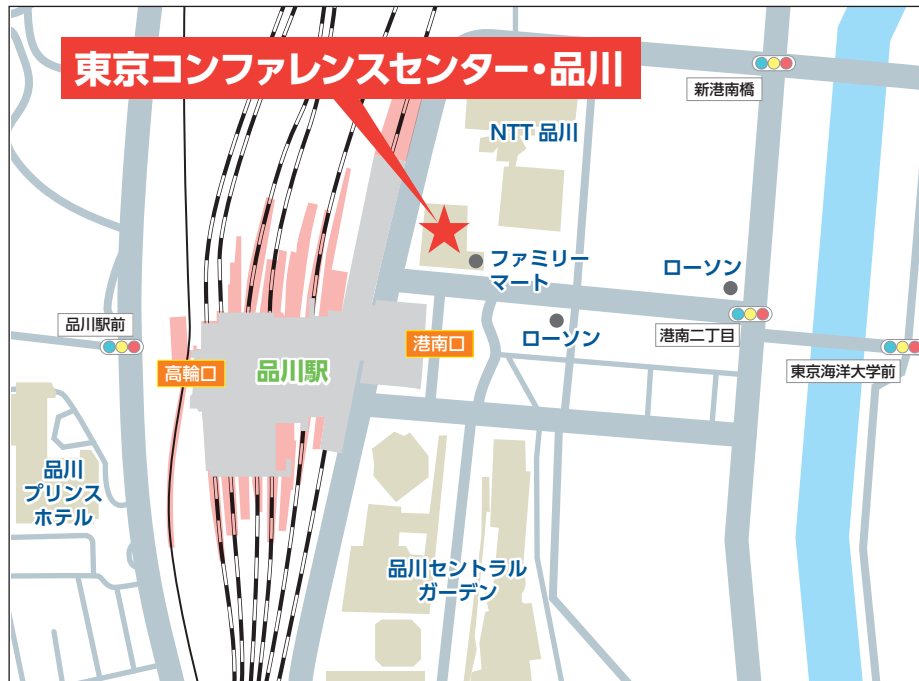 東京コンファレンスセンター・品川
新港南橋
NTT 品川
ファミリー
マート
ローソン
ローソン
港南二丁目
品川駅前
港南口
高輪口
品川駅
東京海洋大学前
品川
プリンス
ホテル
品川セントラル
ガーデン